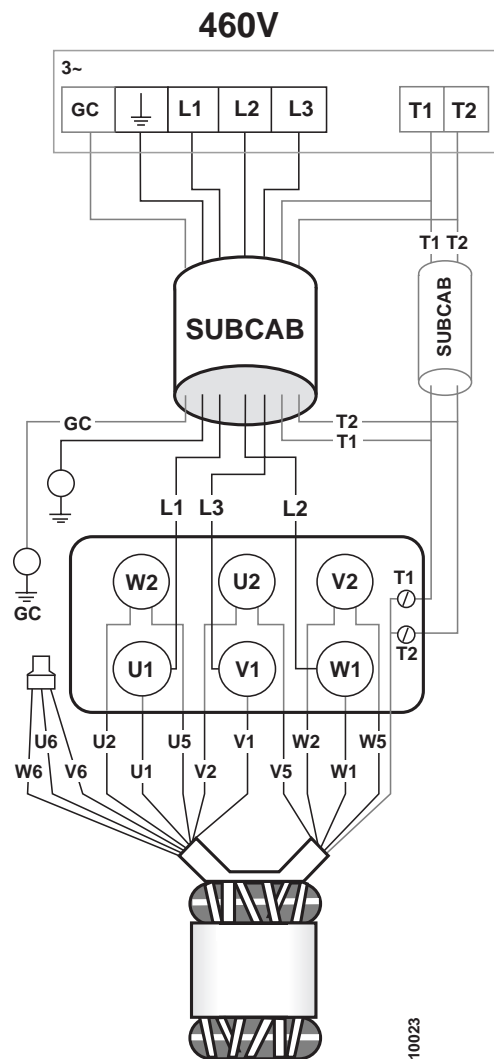 460V
3~
GC L1 L2 L3 T1 T2
T1 T2
SUBCAB
SUBCAB
GC
T2
T1
L1 L3 L2
W2 U2 V2
T1
T2
U1 V1 W1
GC
U6 U2 U5 V1 W2 W5
W6 V6 U1 V2 V5 W1
10023